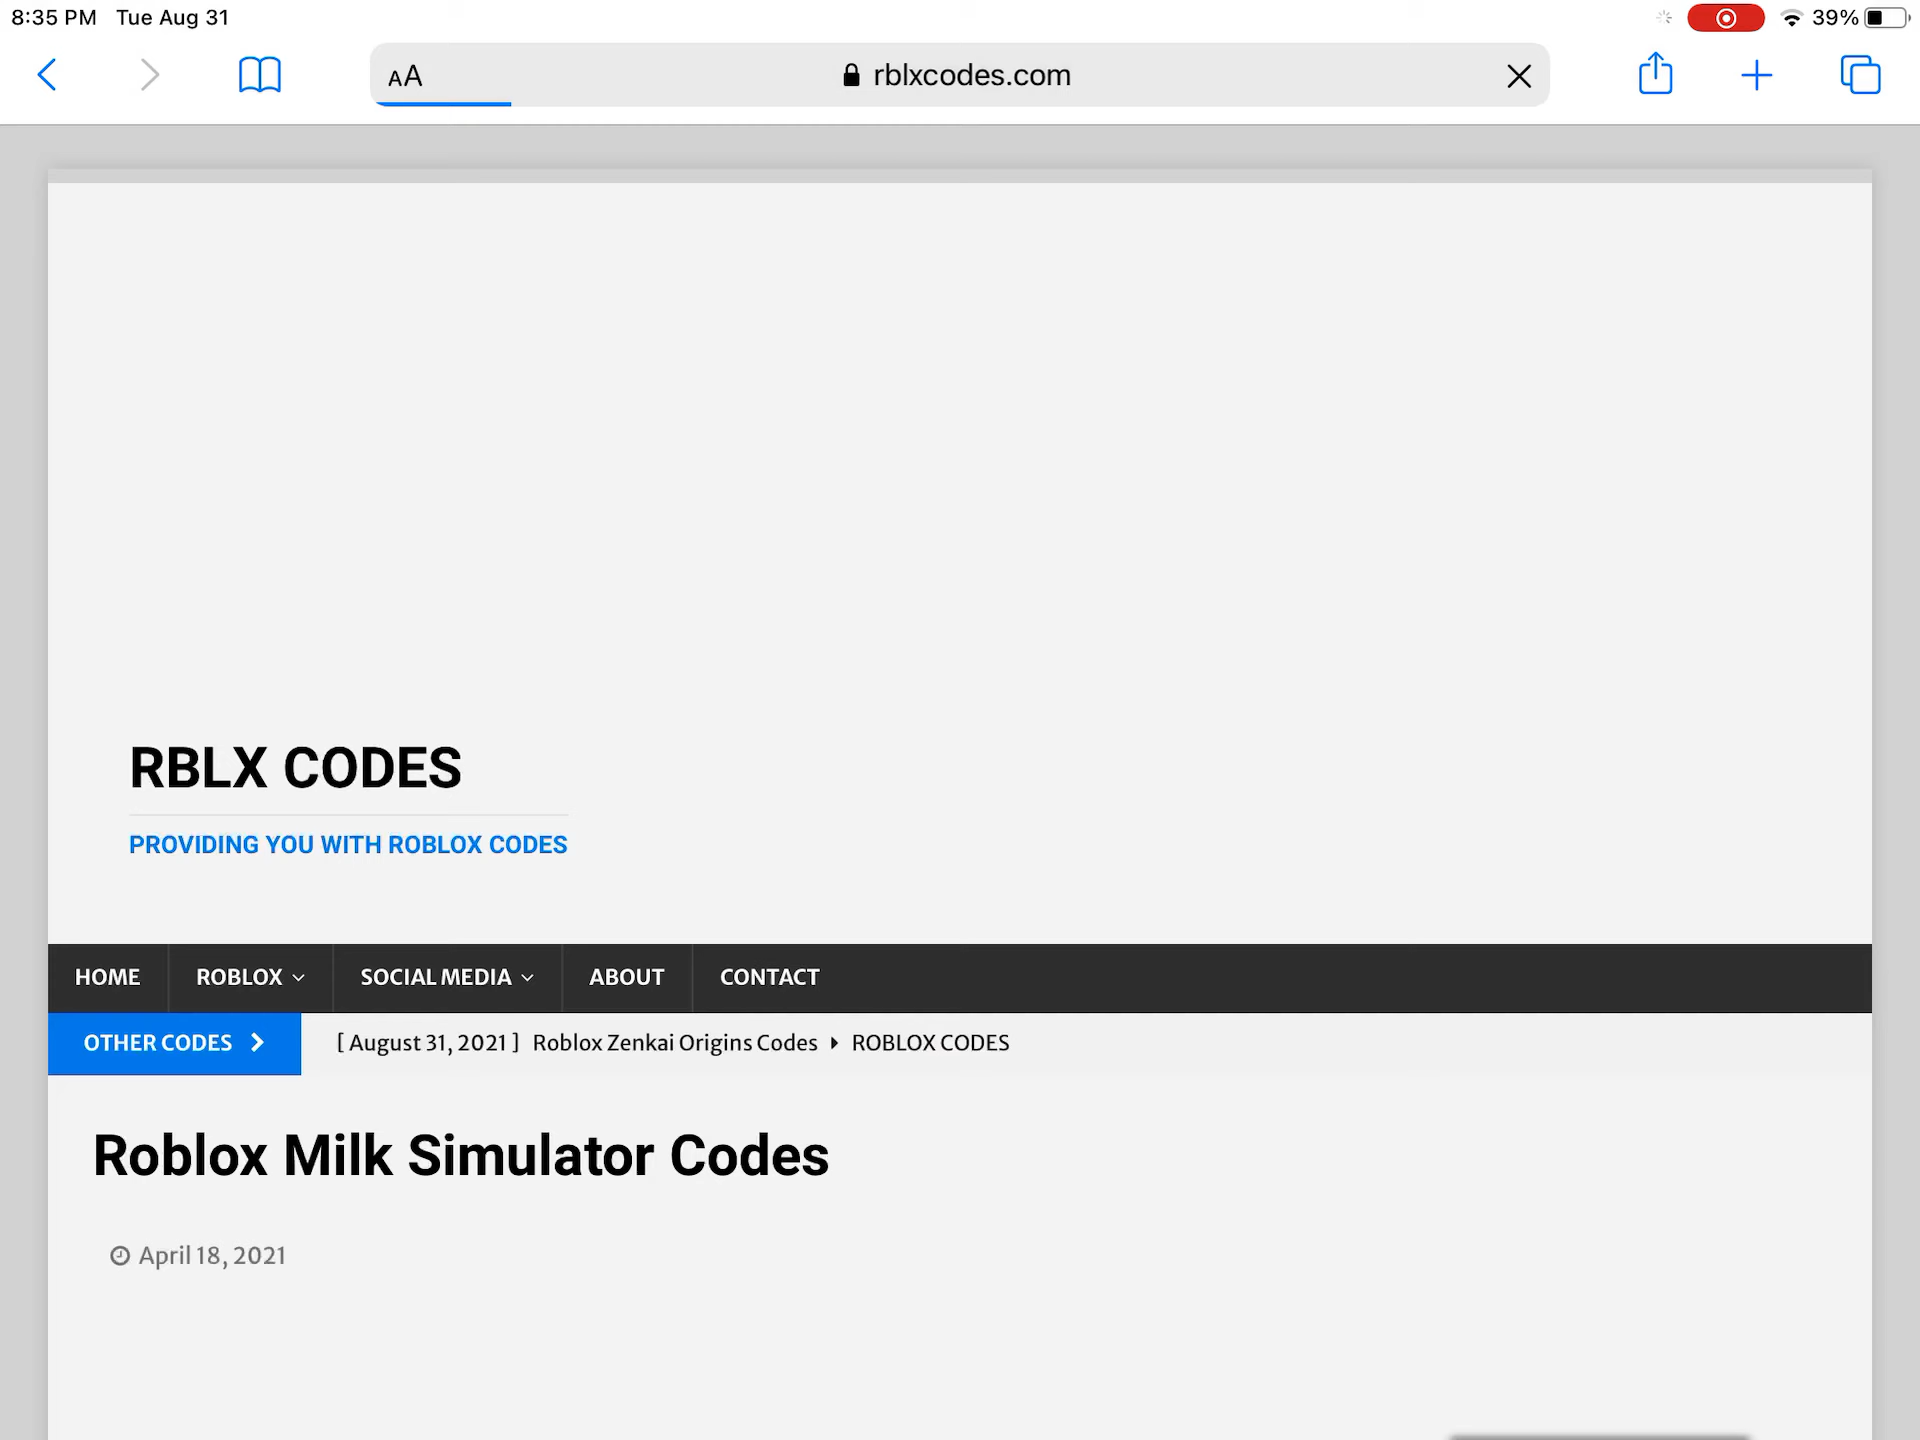 8:35 PM Tue Aug 31
39%
AA
rblxcodes.com
RBLX CODES
PROVIDING YOU WITH ROBLOX CODES
HOME ROBLOX SOCIAL MEDIA ABOUT CONTACT
OTHER CODES [ August 31, 2021 ] Roblox Zenkai Origins Codes ROBLOX CODES
Roblox Milk Simulator Codes
April 18, 2021